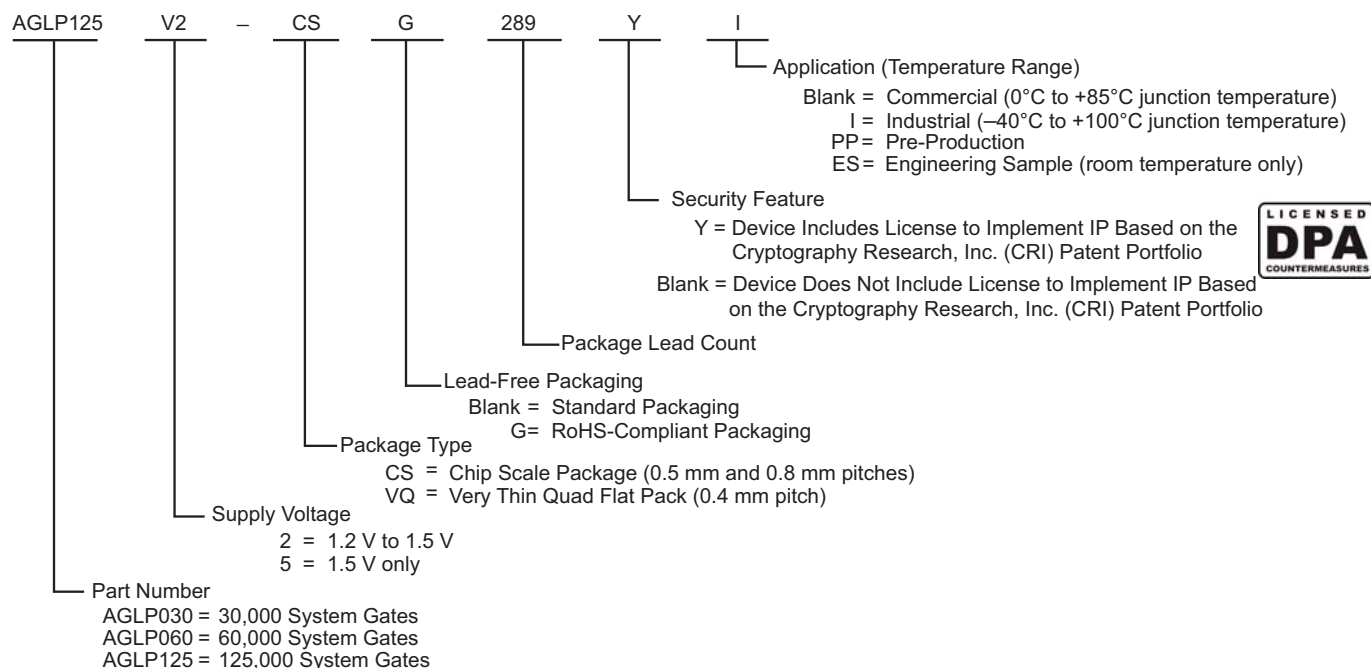 AGLP125 V2 – CS G 289 Y I
Application (Temperature Range)
Blank = Commercial (0°C to +85°C junction temperature)
I = Industrial (–40°C to +100°C junction temperature)
PP = Pre-Production
ES = Engineering Sample (room temperature only)
Security Feature
Y = Device Includes License to Implement IP Based on the
Cryptography Research, Inc. (CRI) Patent Portfolio
Blank = Device Does Not Include License to Implement IP Based
on the Cryptography Research, Inc. (CRI) Patent Portfolio
LICENSED
DPA
COUNTERMEASURES
Package Lead Count
Lead-Free Packaging
Blank = Standard Packaging
G= RoHS-Compliant Packaging
Package Type
CS = Chip Scale Package (0.5 mm and 0.8 mm pitches)
VQ = Very Thin Quad Flat Pack (0.4 mm pitch)
Supply Voltage
2 = 1.2 V to 1.5 V
5 = 1.5 V only
Part Number
AGLP030 = 30,000 System Gates
AGLP060 = 60,000 System Gates
AGLP125 = 125,000 System Gates